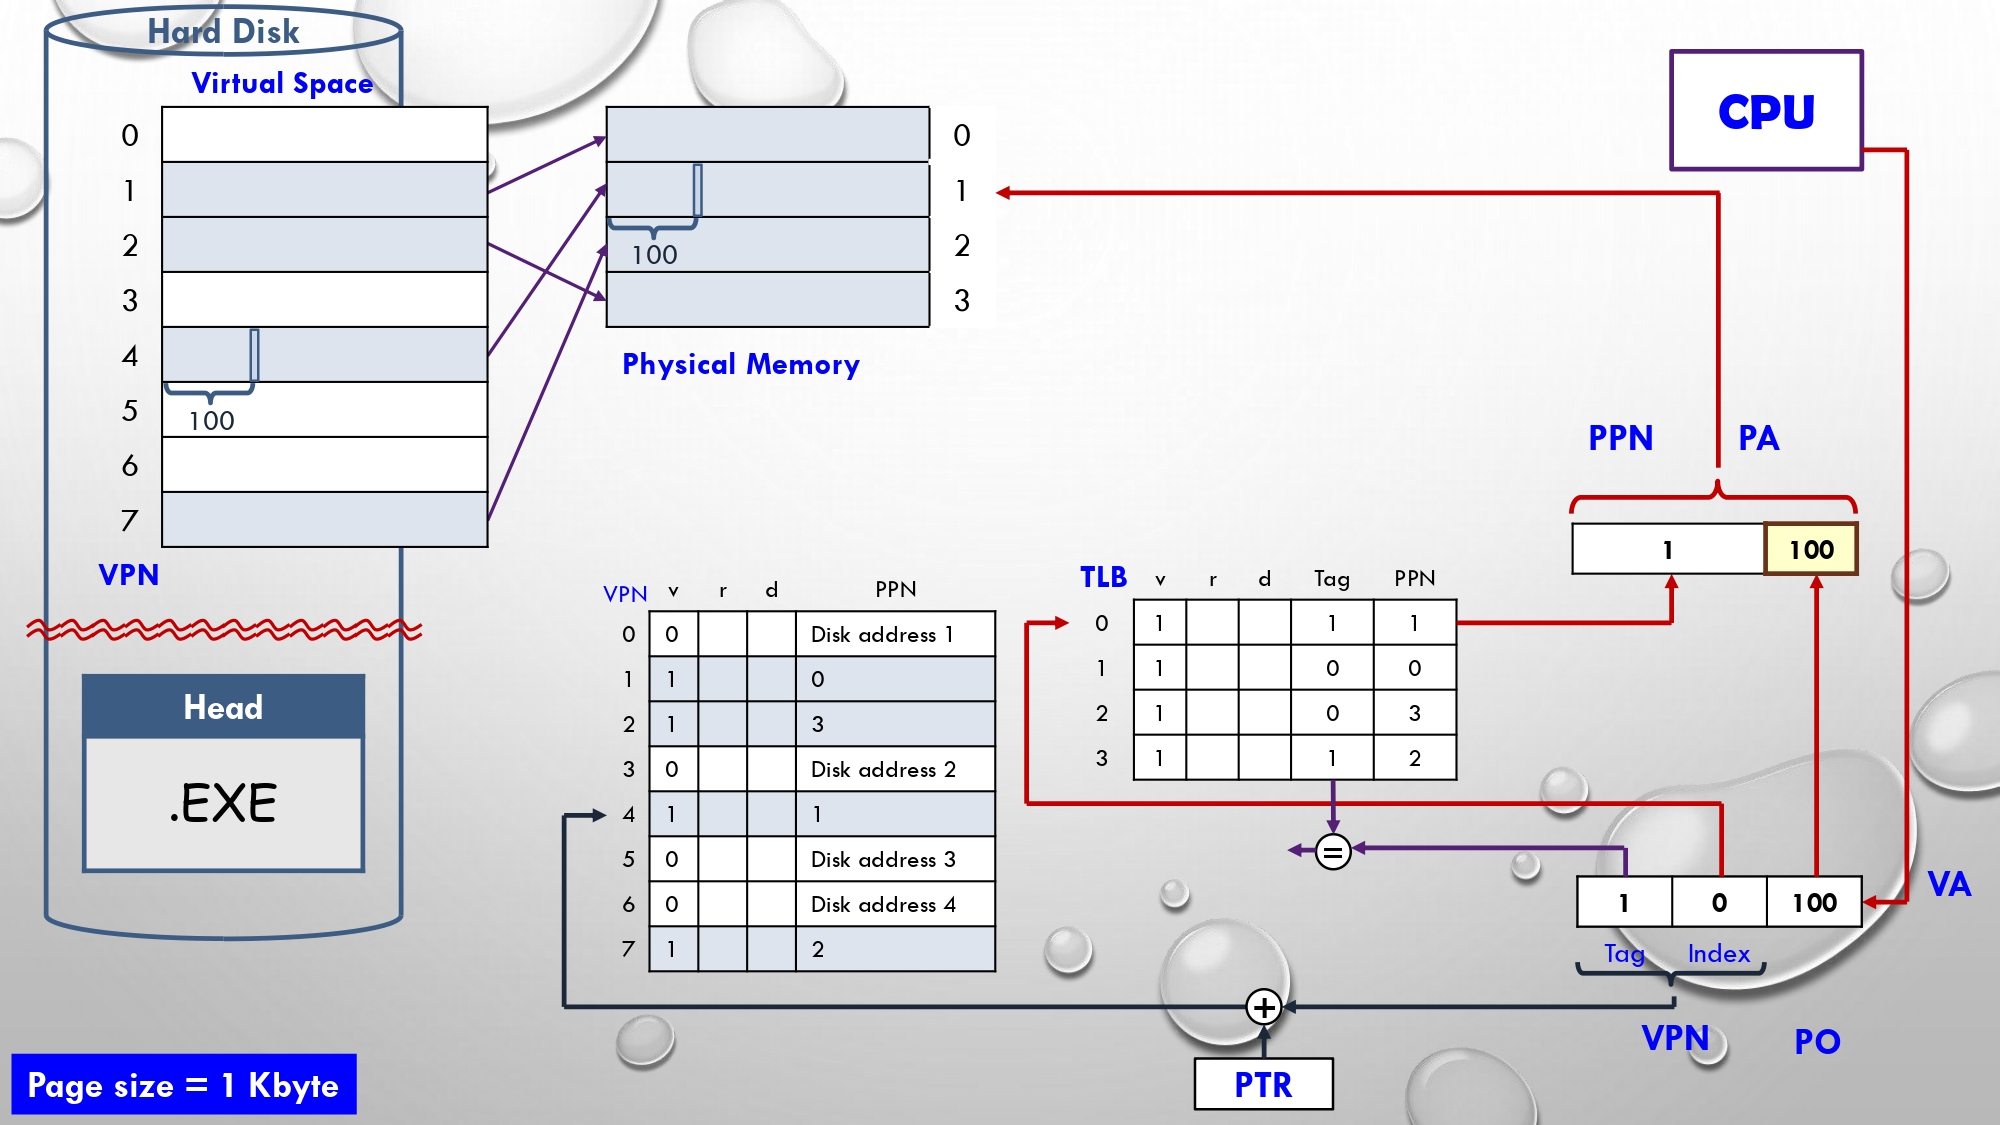 Hard Disk
Virtual Space
0
1
2
3
4
100
5
6
7
VPN
Head
.EXE
Page size = 1 Kbyte
0
1
100
2
3
Physical Memory
CPU
PPN PA
1 100
VPN v r d PPN
0 0 Disk address 1
1 1 0
2 1 3
3 0 Disk address 2
4 1 1
5 0 Disk address 3
6 0 Disk address 4
7 1 2
TLB v r d Tag PPN
0 1 1 1
1 1 0 0
2 1 0 3
3 1 1 2
=
1 0 100
VA
Tag Index
VPN PO
+
PTR